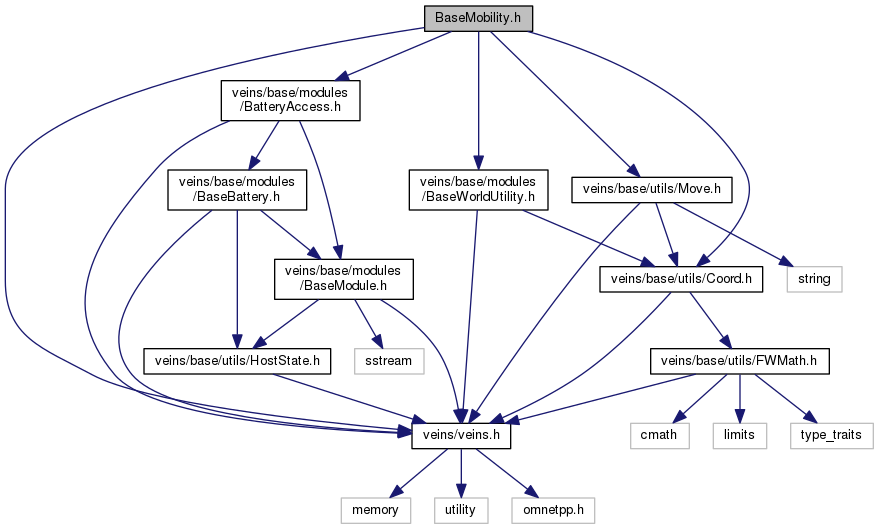 BaseMobility.h
veins/base/modules
/BatteryAccess.h
veins/base/modules
/BaseBattery.h
veins/base/modules
/BaseWorldUtility.h
veins/base/utils/Move.h
veins/base/modules
/BaseModule.h
veins/base/utils/Coord.h
string
veins/base/utils/HostState.h
sstream
veins/base/utils/FWMath.h
veins/veins.h
cmath
limits
type_traits
memory
utility
omnetpp.h